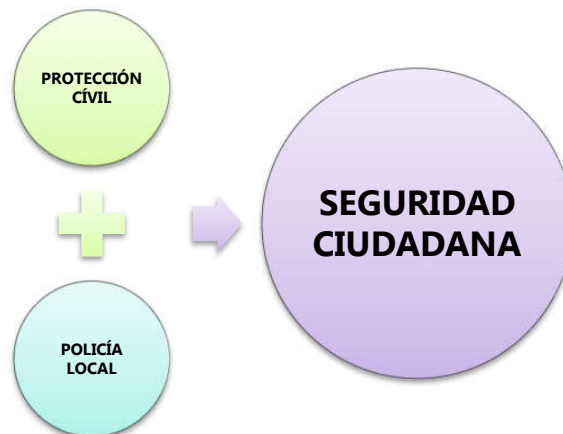 PROTECCIÓN
CÍVIL
POLICÍA
LOCAL
SEGURIDAD
CIUDADANA